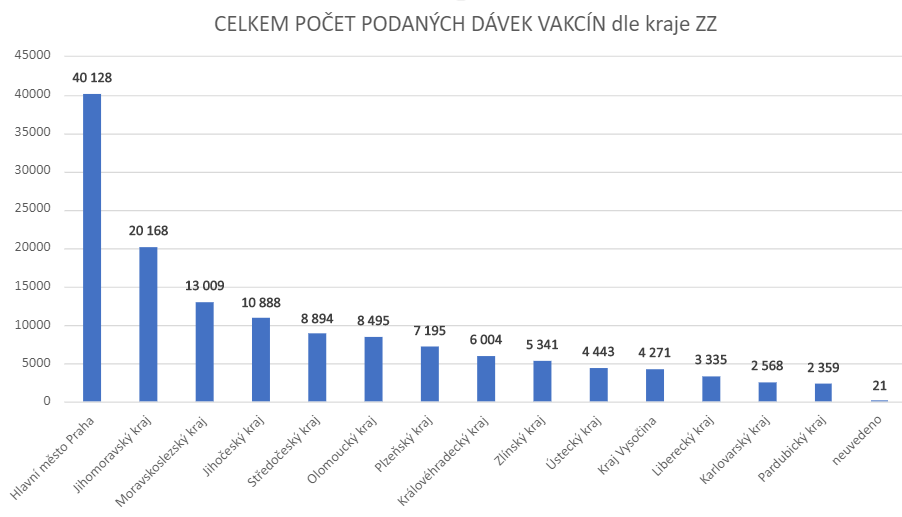 CELKEM POČET PODANÝCH DÁVEK VAKCÍN dle kraje ZZ
45000
40000
35000
30000
25000
20000
15000
10000
5000
0
40 128
20 168
13 009
10 888
8 894
8 495
7 195
6 004
5 341
4 443
4 271
3 335
2 568
2 359
21
Hlavní město Praha
Jihomoravský kraj
Moravskoslezský kraj
Jihočeský kraj
Středočeský kraj
Olomoucký kraj
Plzeňský kraj
Královéhradecký kraj
Zlínský kraj
Ústecký kraj
Kraj Vysočina
Liberecký kraj
Karlovarský kraj
Pardubický kraj
neuvedeno